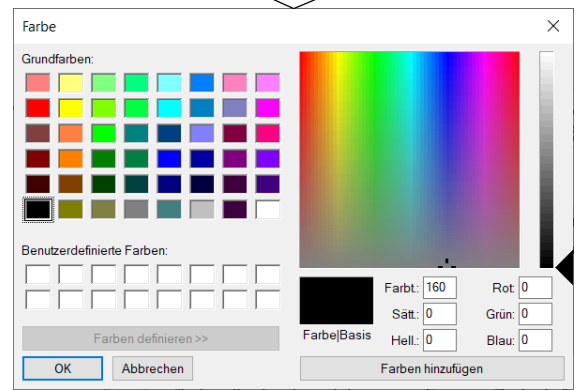 Farbe
Grundfarben:
Benutzerdefinierte Farben:
Farben definieren >>
OK
Abbrechen
Farbe|Basis
Farbt.: 160
Sätt.: 0
Hell.: 0
Rot: 0
Grün: 0
Blau: 0
Farben hinzufügen